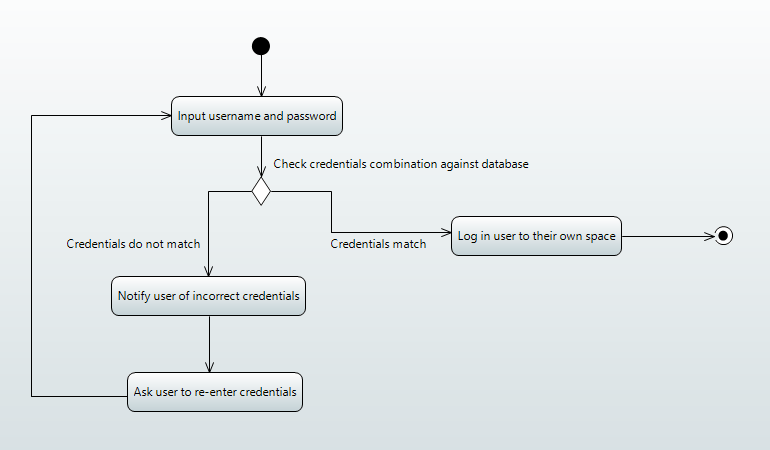 Input username and password
Check credentials combination against database
Credentials do not match
Credentials match
Log in user to their own space
Notify user of incorrect credentials
Ask user to re-enter credentials